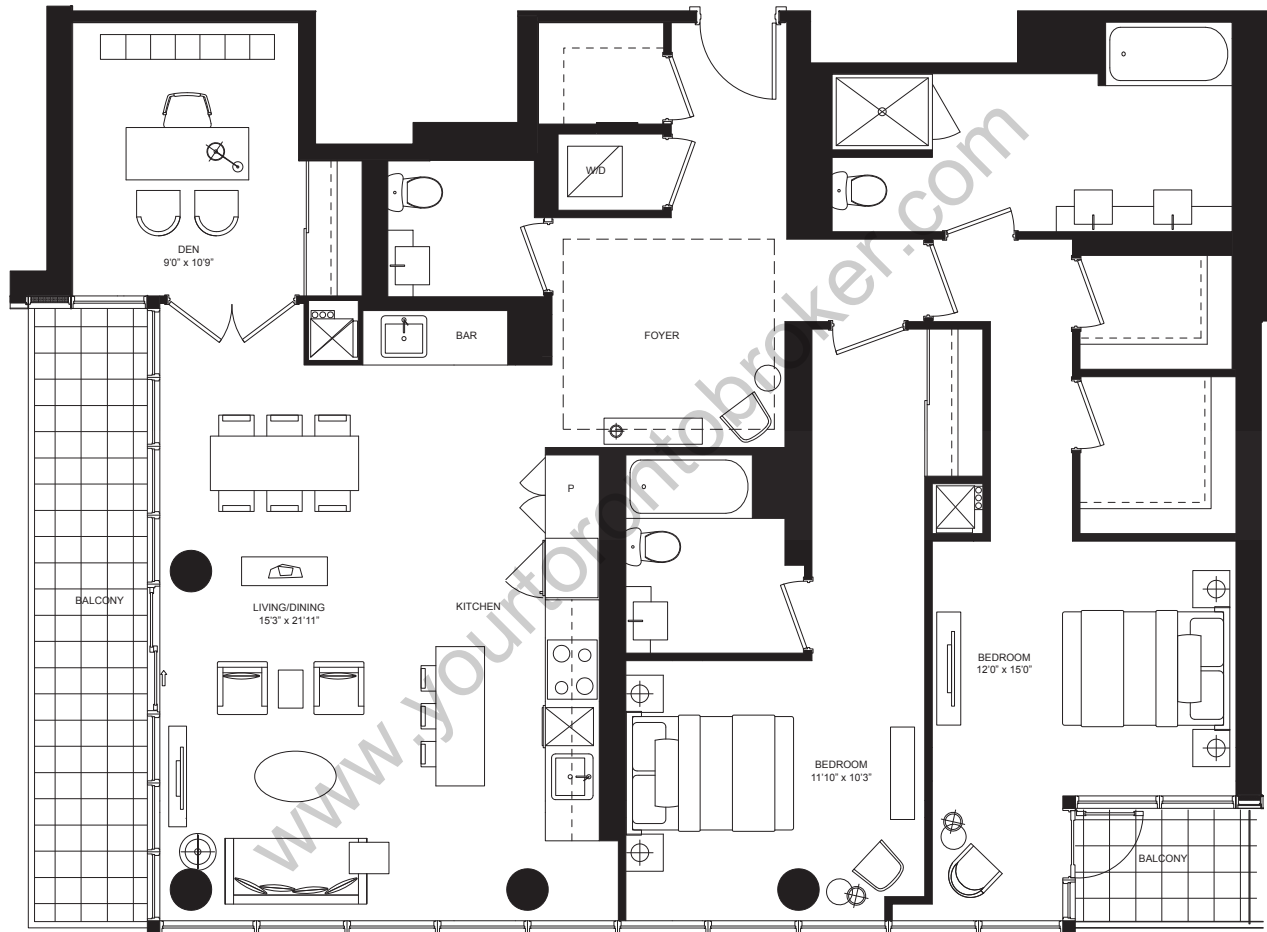 W/D
DEN
9'0" x 10'9"
BAR
FOYER
P
BALCONY
LIVING/DINING
15'3" x 21'11"
KITCHEN
BEDROOM
12'0" x 15'0"
BEDROOM
11'10" x 10'3"
BALCONY
www.yourtorontobroker.com